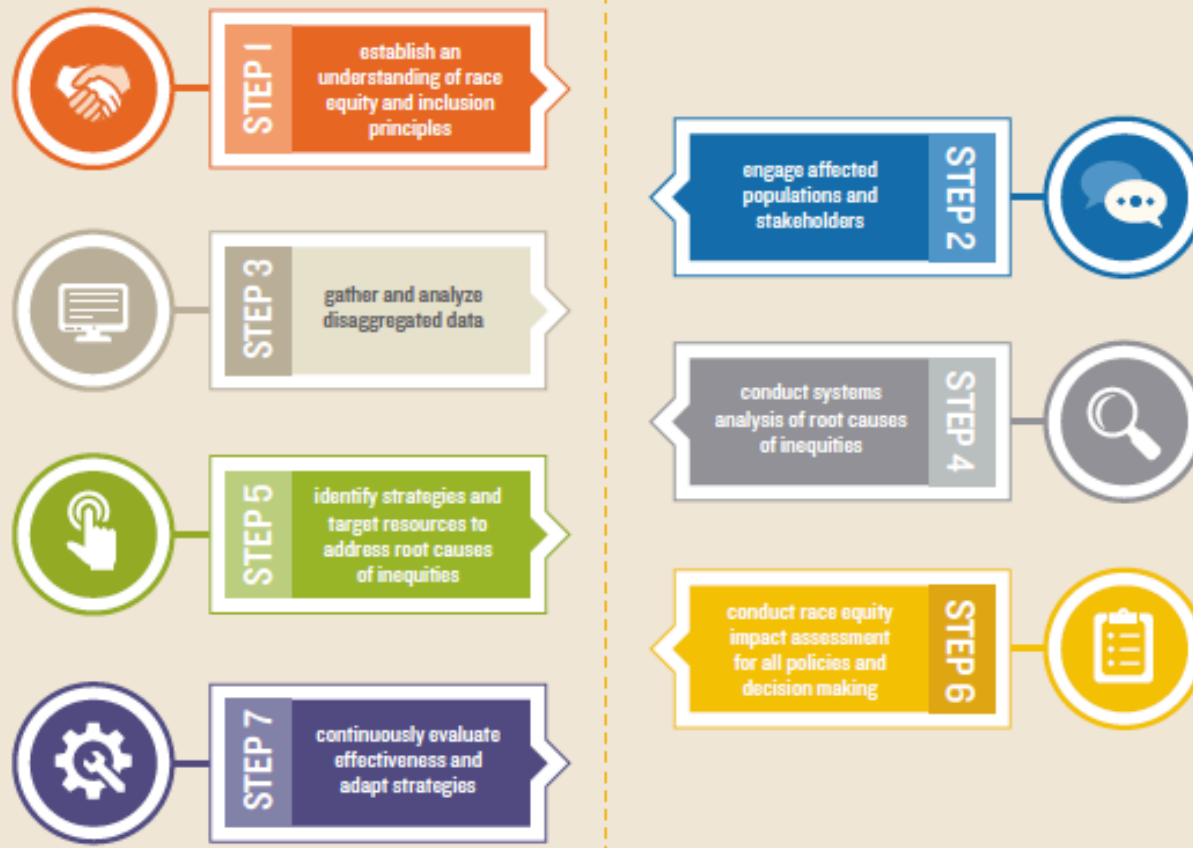 STEP 1
establish an
understanding of race
equity and inclusion
principles
STEP 2
engage affected
populations and
stakeholders
STEP 3
gather and analyze
disaggregated data
STEP 4
conduct systems
analysis of root causes
of inequities
STEP 5
identify strategies and
target resources to
address root causes
of inequities
STEP 6
conduct race equity
impact assessment
for all policies and
decision making
STEP 7
continuously evaluate
effectiveness and
adapt strategies